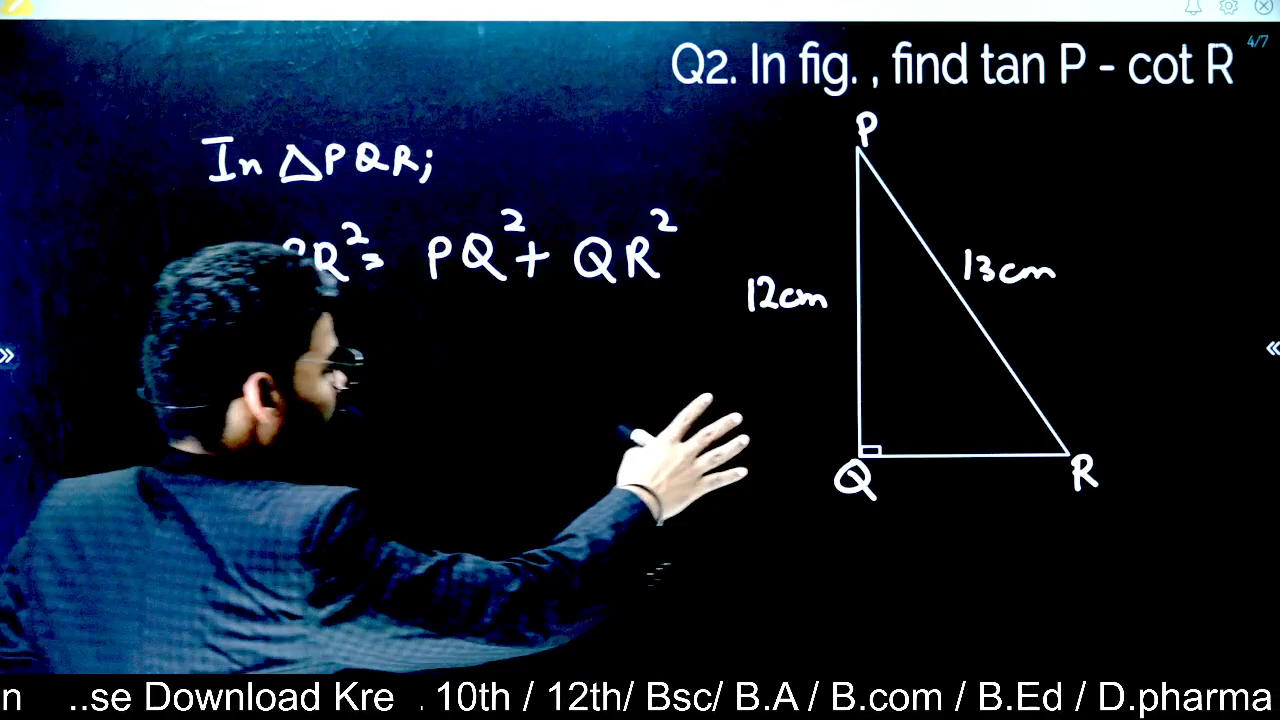 Q2. In fig. , find tan P - cot R
4/7
In △PQR;
PR² = PQ² + QR²
P
12cm
13cm
Q
R
n ..se Download Kre . 10th / 12th/ Bsc/ B.A / B.com / B.Ed / D.pharma